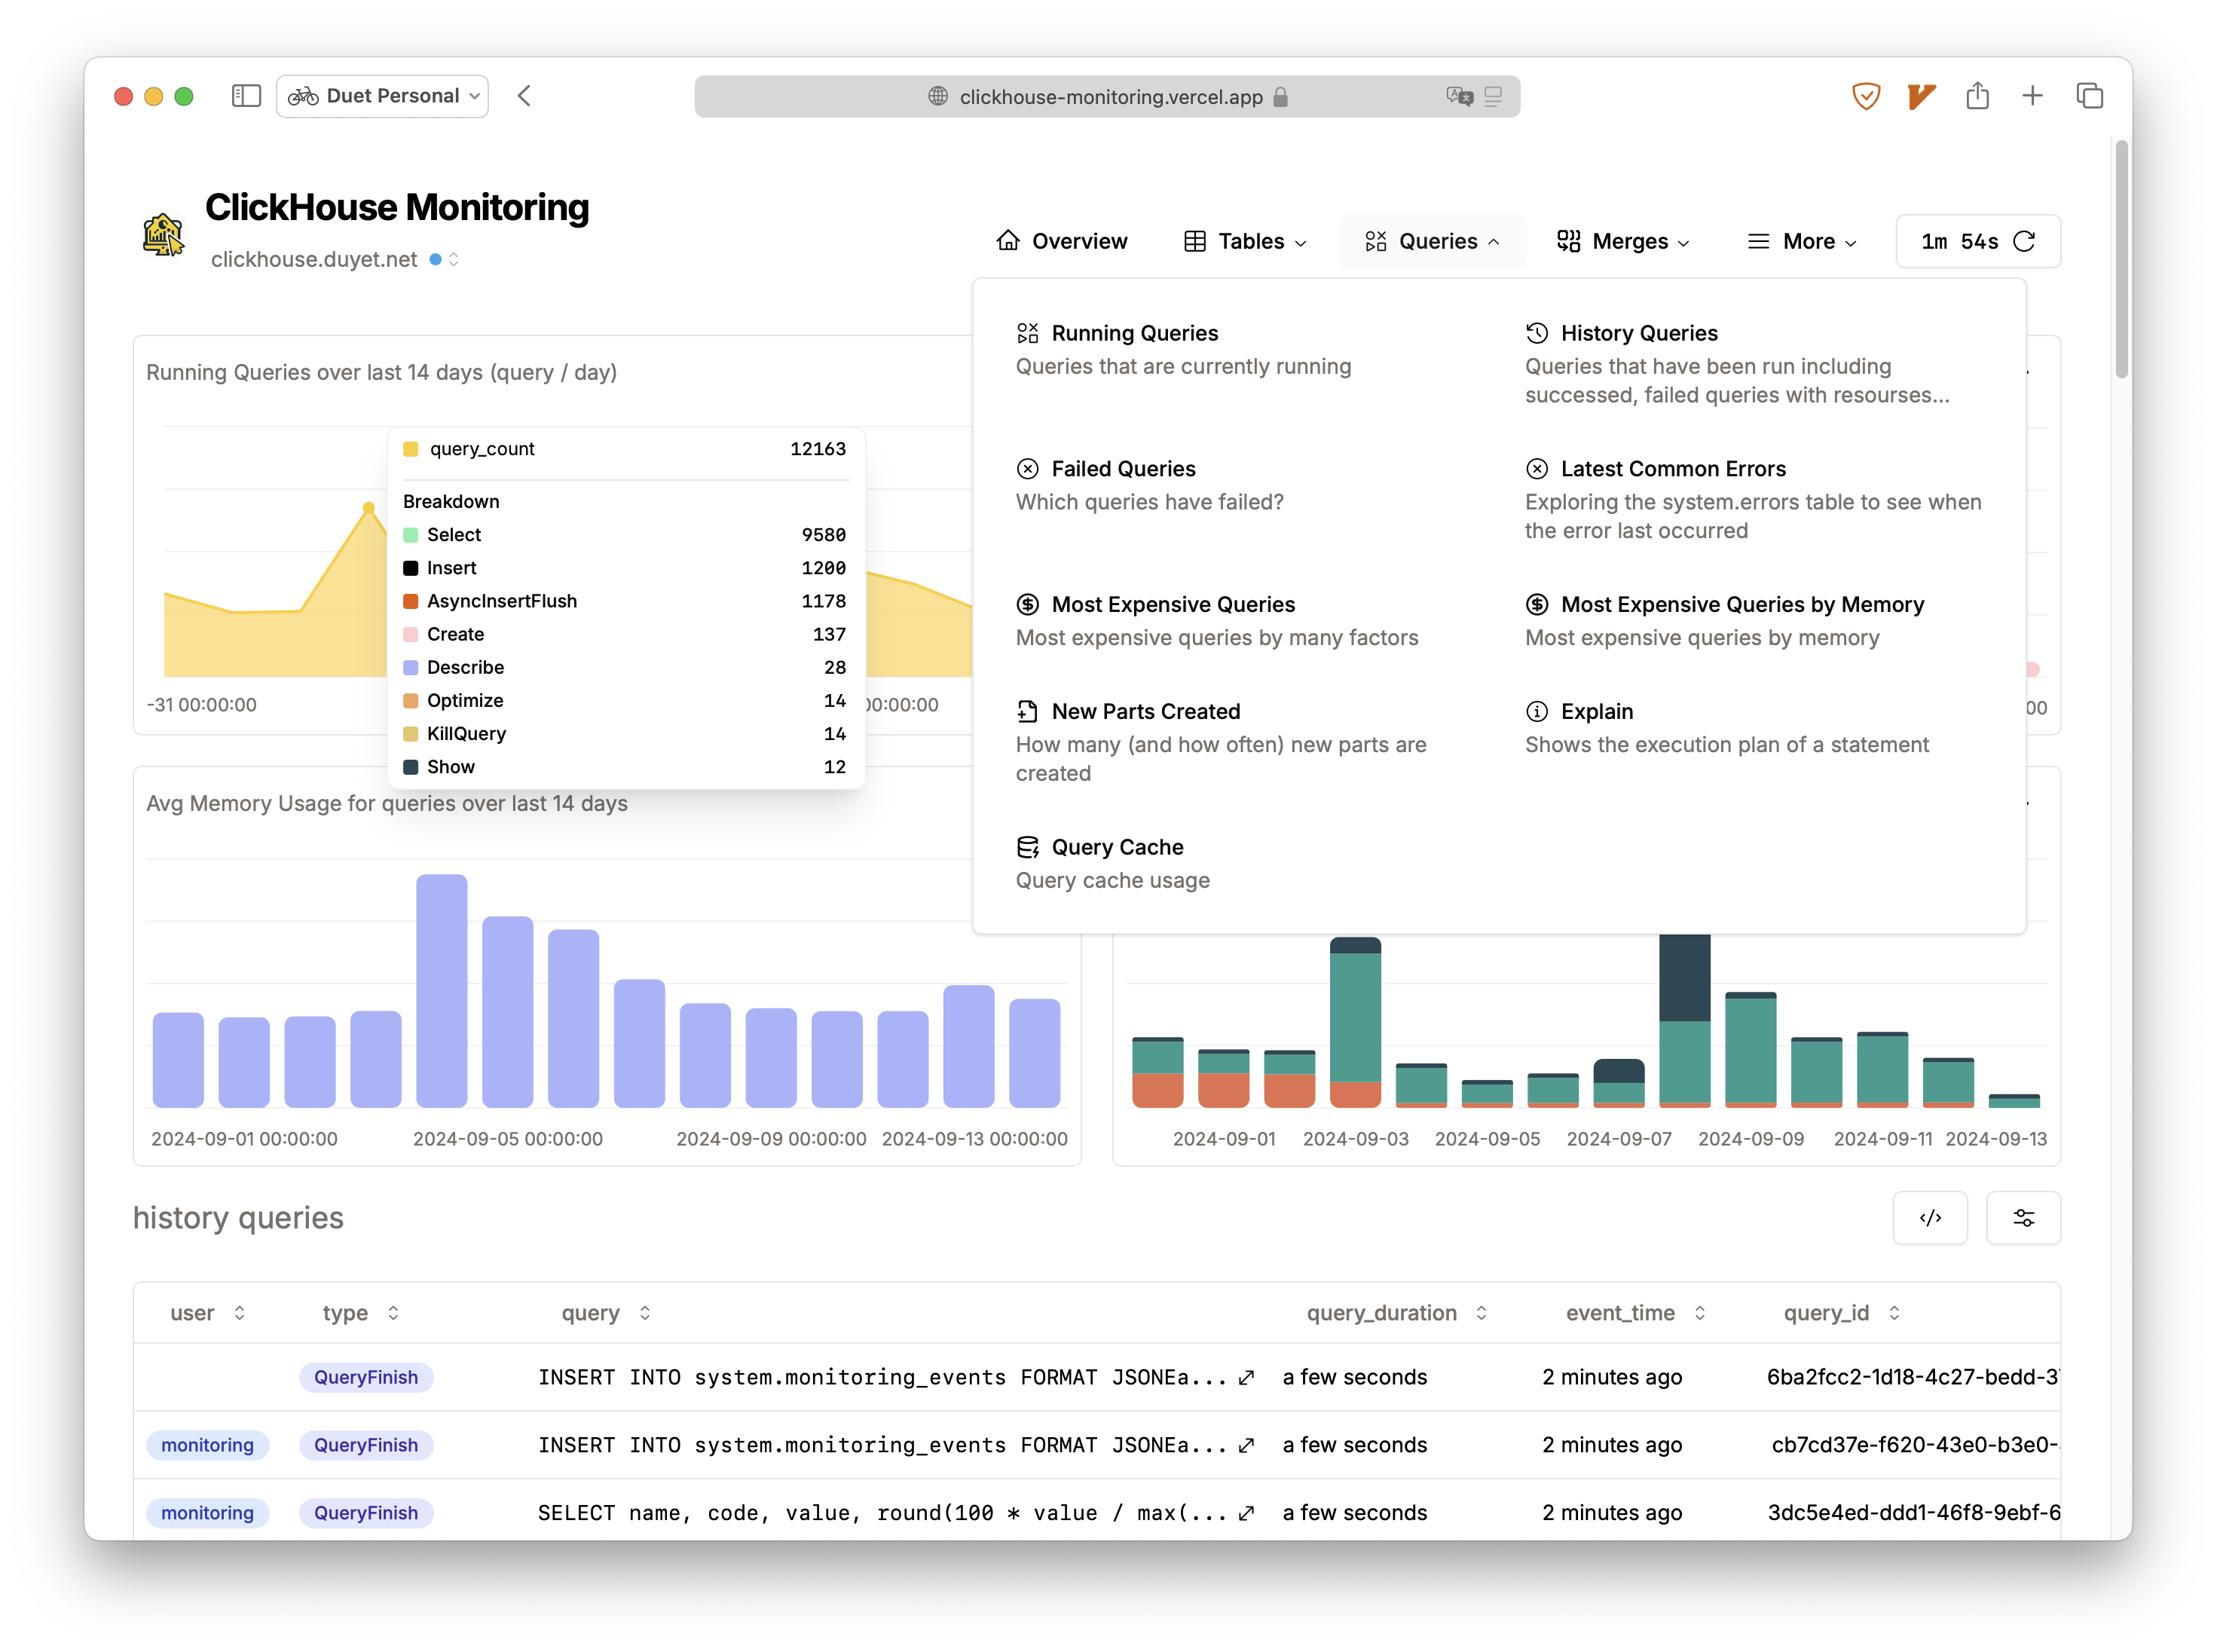 Duet Personal
clickhouse-monitoring.vercel.app
ClickHouse Monitoring
clickhouse.duyet.net
Overview
Tables
Queries
Merges
More
1m 54s
Running Queries
Queries that are currently running
History Queries
Queries that have been run including
successed, failed queries with resourses...
Failed Queries
Which queries have failed?
Latest Common Errors
Exploring the system.errors table to see when
the error last occurred
Most Expensive Queries
Most expensive queries by many factors
Most Expensive Queries by Memory
Most expensive queries by memory
New Parts Created
How many (and how often) new parts are
created
Explain
Shows the execution plan of a statement
Query Cache
Query cache usage
Running Queries over last 14 days (query / day)
query_count 12163
Breakdown
Select 9580
Insert 1200
AsyncInsertFlush 1178
Create 137
Describe 28
Optimize 14
KillQuery 14
Show 12
-31 00:00:00
00:00:00
00
Avg Memory Usage for queries over last 14 days
2024-09-01 00:00:00
2024-09-05 00:00:00
2024-09-09 00:00:00
2024-09-13 00:00:00
2024-09-01
2024-09-03
2024-09-05
2024-09-07
2024-09-09
2024-09-11
2024-09-13
history queries
user type query query_duration event_time query_id
QueryFinish INSERT INTO system.monitoring_events FORMAT JSONEa... a few seconds 2 minutes ago 6ba2fcc2-1d18-4c27-bedd-3
monitoring QueryFinish INSERT INTO system.monitoring_events FORMAT JSONEa... a few seconds 2 minutes ago cb7cd37e-f620-43e0-b3e0-
monitoring QueryFinish SELECT name, code, value, round(100 * value / max(... a few seconds 2 minutes ago 3dc5e4ed-ddd1-46f8-9ebf-6